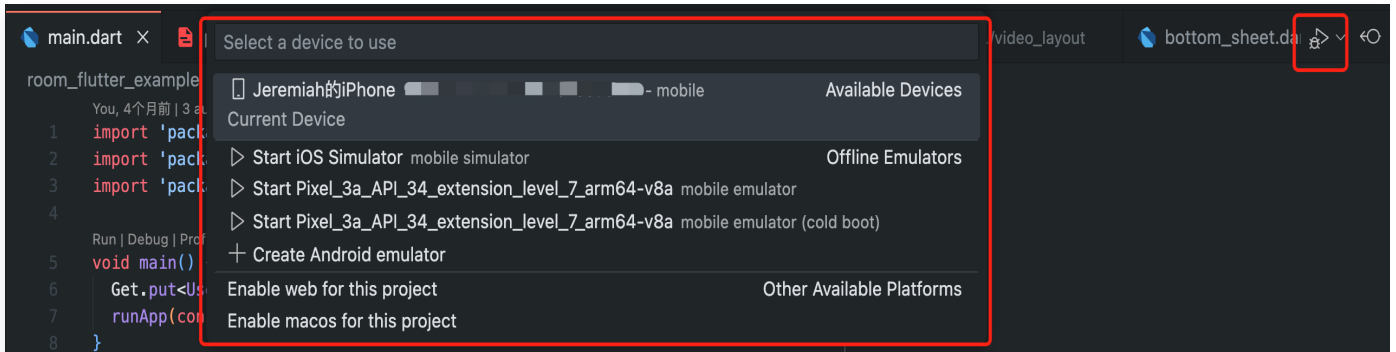 main.dart
Select a device to use
/video_layout
bottom_sheet.da
room_flutter_example
Jeremiah的iPhone - mobile Available Devices
You, 4个月前 | 3 au
Current Device
1 import 'pack
2 import 'pack
3 import 'pack
4
Start iOS Simulator mobile simulator Offline Emulators
Start Pixel_3a_API_34_extension_level_7_arm64-v8a mobile emulator
Start Pixel_3a_API_34_extension_level_7_arm64-v8a mobile emulator (cold boot)
Run | Debug | Prof
Create Android emulator
5 void main()
6 Get.put<Us
Enable web for this project Other Available Platforms
7 runApp(con
Enable macos for this project
8 }